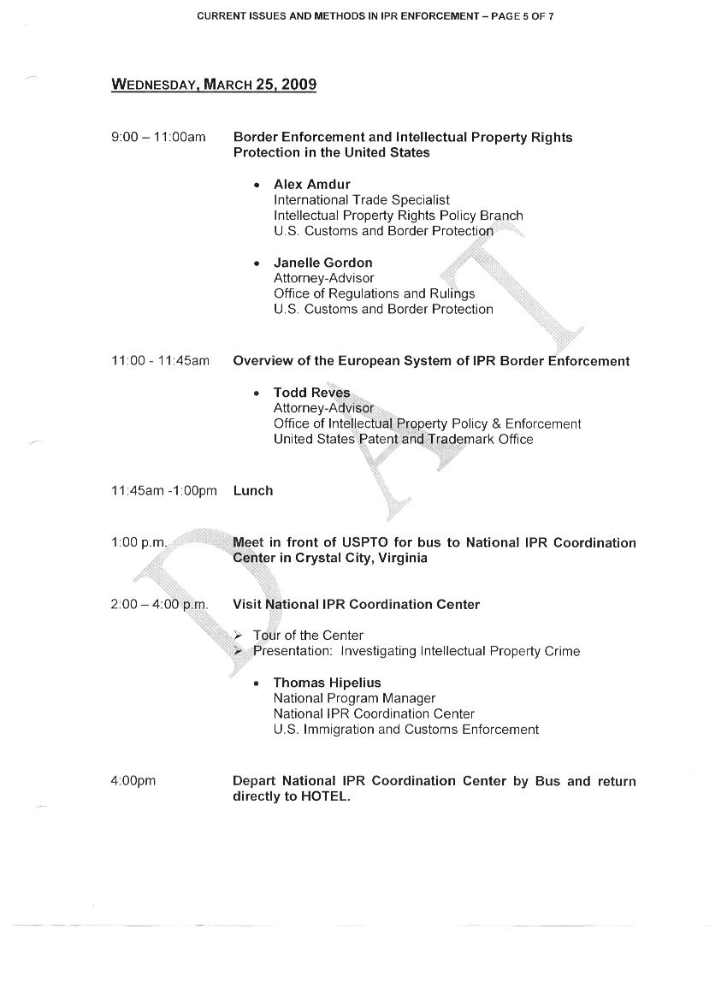 CURRENT ISSUES AND METHODS IN IPR ENFORCEMENT – PAGE 5 OF 7
WEDNESDAY, MARCH 25, 2009
9:00 – 11:00am Border Enforcement and Intellectual Property Rights
Protection in the United States
• Alex Amdur
International Trade Specialist
Intellectual Property Rights Policy Branch
U.S. Customs and Border Protection
• Janelle Gordon
Attorney-Advisor
Office of Regulations and Rulings
U.S. Customs and Border Protection
11:00 - 11:45am Overview of the European System of IPR Border Enforcement
• Todd Reves
Attorney-Advisor
Office of Intellectual Property Policy & Enforcement
United States Patent and Trademark Office
11:45am -1:00pm Lunch
1:00 p.m. Meet in front of USPTO for bus to National IPR Coordination
Center in Crystal City, Virginia
2:00 – 4:00 p.m. Visit National IPR Coordination Center
➢ Tour of the Center
➢ Presentation: Investigating Intellectual Property Crime
• Thomas Hipelius
National Program Manager
National IPR Coordination Center
U.S. Immigration and Customs Enforcement
4:00pm Depart National IPR Coordination Center by Bus and return
directly to HOTEL.
D A T